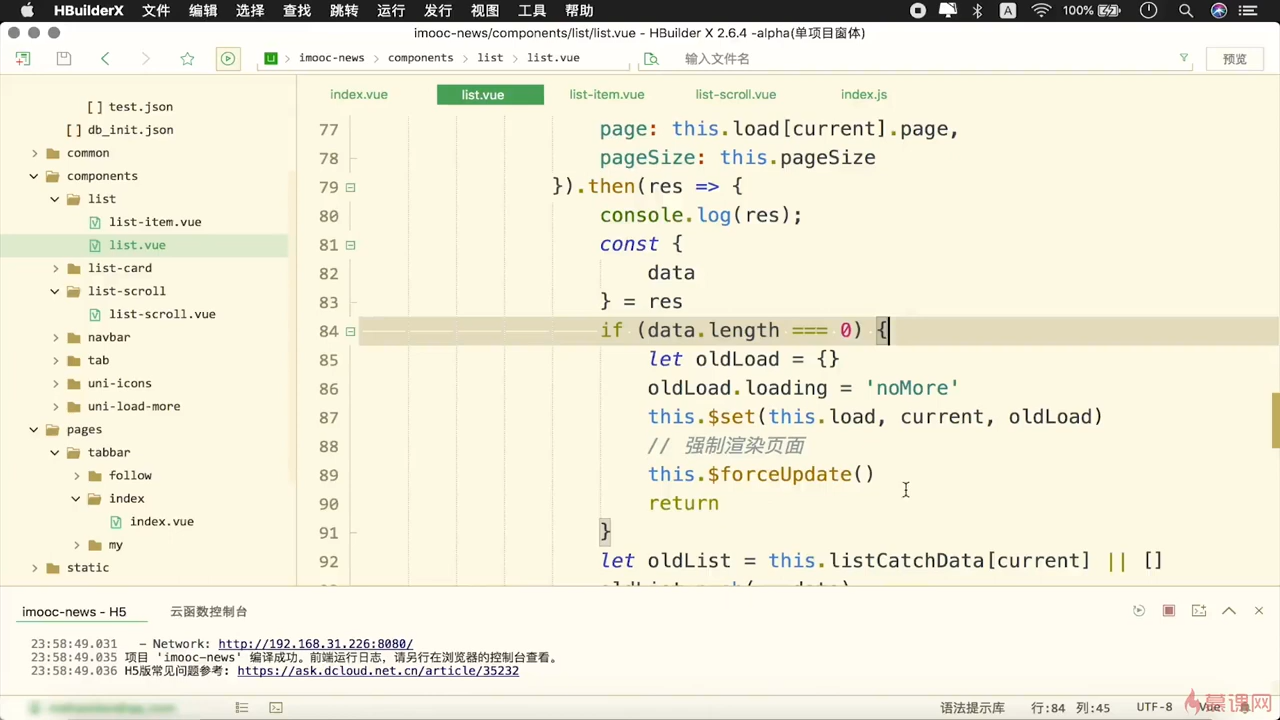 HBuilderX 文件 编辑 选择 查找 跳转 运行 发行 视图 工具 帮助 A 100%
imooc-news/components/list/list.vue - HBuilder X 2.6.4 -alpha(单项目窗体)
imooc-news components list list.vue 输入文件名 预览
index.vue list.vue list-item.vue list-scroll.vue index.js
[] test.json
[] db_init.json
common
components
list
list-item.vue
list.vue
list-card
list-scroll
list-scroll.vue
navbar
tab
uni-icons
uni-load-more
pages
tabbar
follow
index
index.vue
my
static
77 page: this.load[current].page,
78 pageSize: this.pageSize
79 }).then(res => {
80 console.log(res);
81 const {
82 data
83 } = res
84 if (data.length === 0) {
85 let oldLoad = {}
86 oldLoad.loading = 'noMore'
87 this.$set(this.load, current, oldLoad)
88 // 强制渲染页面
89 this.$forceUpdate()
90 return
91 }
92 let oldList = this.listCatchData[current] || []
imooc-news - H5 云函数控制台
23:58:49.031 - Network: http://192.168.31.226:8080/
23:58:49.035 项目 'imooc-news' 编译成功。前端运行日志，请另行在浏览器的控制台查看。
23:58:49.036 H5版常见问题参考: https://ask.dcloud.net.cn/article/35232
语法提示库 行:84 列:45 UTF-8 Vue
慕课网